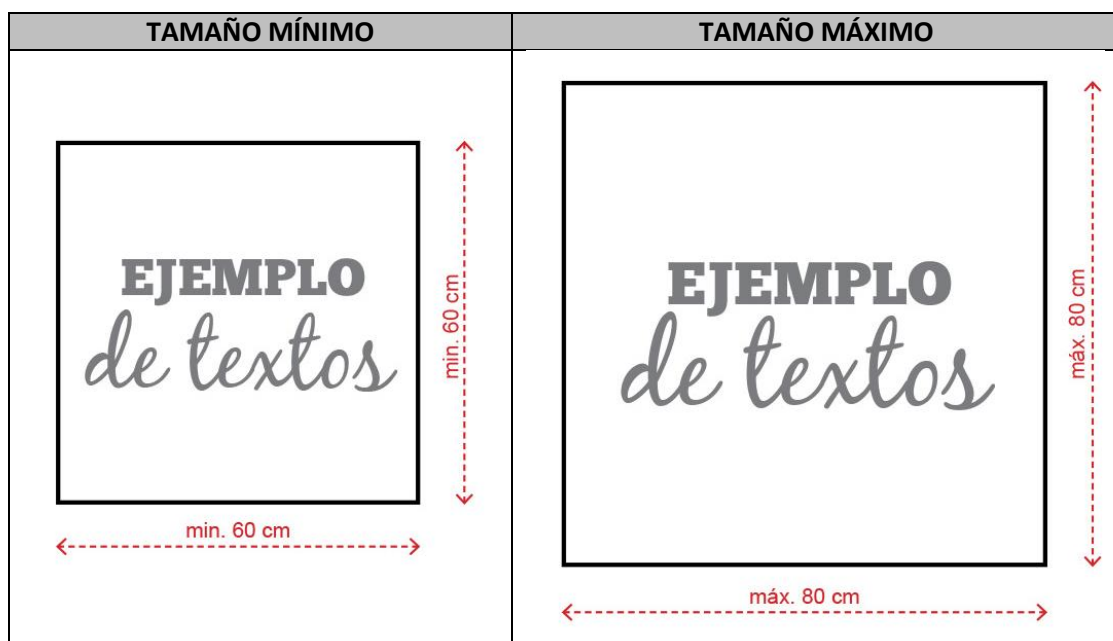 TAMAÑO MÍNIMO
TAMAÑO MÁXIMO
EJEMPLO
de textos
min. 60 cm
min. 60 cm
EJEMPLO
de textos
máx. 80 cm
máx. 80 cm